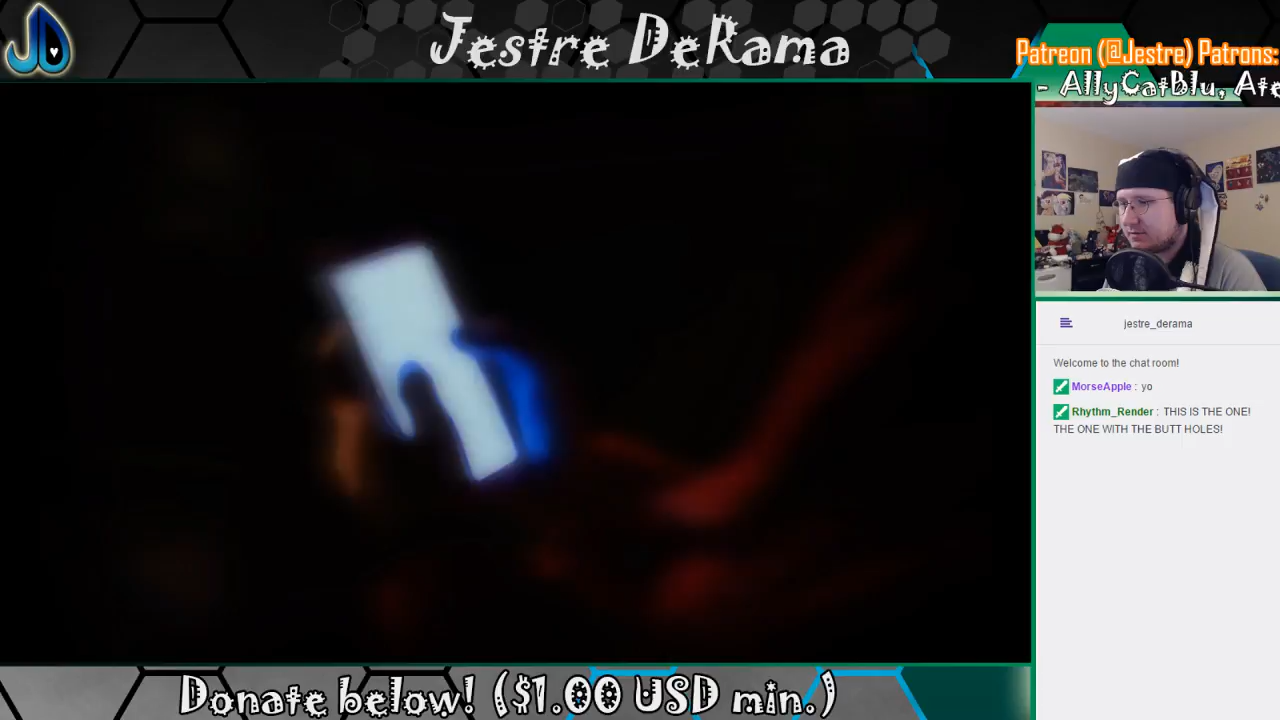 JD
Jestre DeRama
Patreon (@Jestre) Patrons:
- AllyCatBlu, Ate
jestre_derama
Welcome to the chat room!
MorseApple : yo
Rhythm_Render : THIS IS THE ONE!
THE ONE WITH THE BUTT HOLES!
Donate below! ($1.00 USD min.)